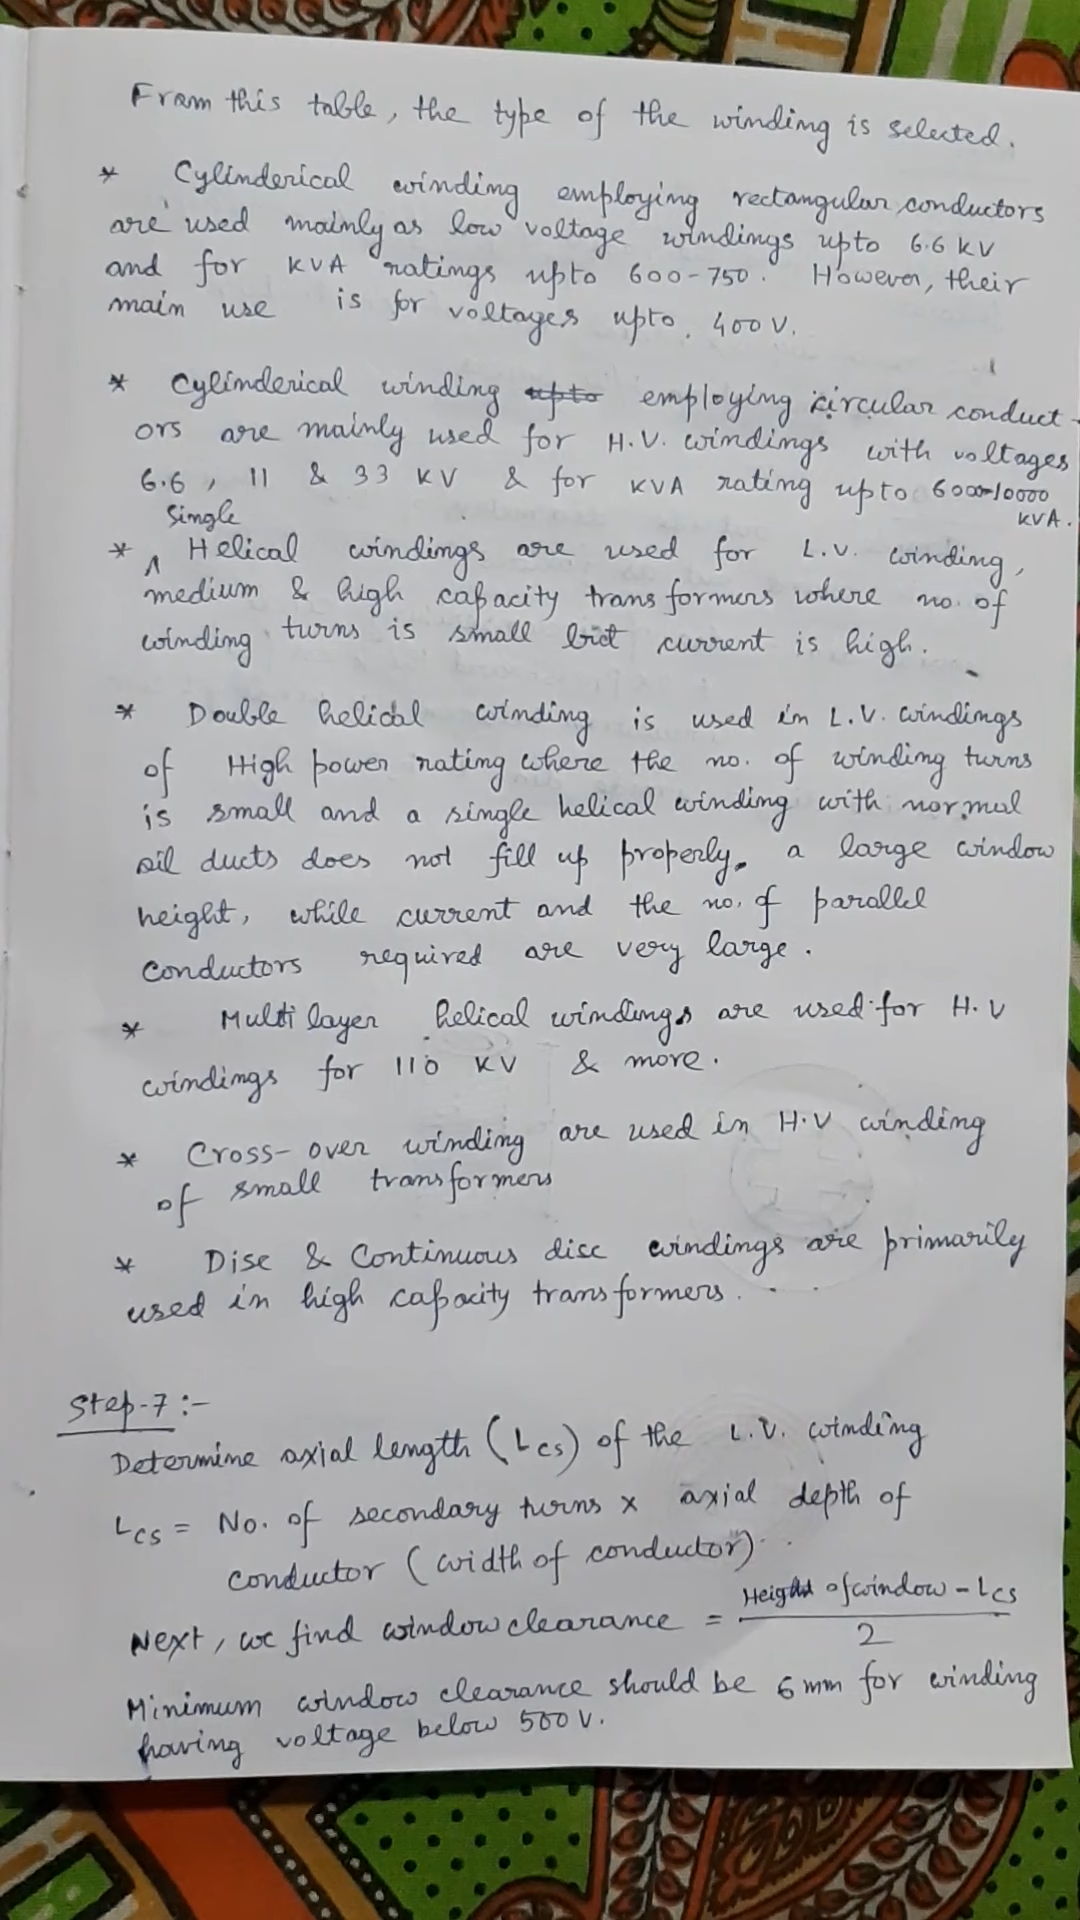 From this table, the type of the winding is selected.
* Cylinderical winding employing rectangular conductors
are used mainly as low voltage windings upto 6.6 kV
and for KVA ratings upto 600-750. However, their
main use is for voltages upto 400 V.
* Cylinderical winding upto employing circular conduct-
ors are mainly used for H.V. windings with voltages
6.6, 11 & 33 KV & for KVA rating upto 6000-10000
KVA.
single
* ^ Helical windings are used for L.V. winding,
medium & high capacity transformers where no. of
winding turns is small but current is high.
* Double helical winding is used in L.V. windings
of High power rating where the no. of winding turns
is small and a single helical winding with normal
oil ducts does not fill up properly. a large window
height, while current and the no. of parallel
conductors required are very large.
* Multi layer helical windings are used for H.V
windings for 110 KV & more.
* Cross-over winding are used in H.V winding
of small transformers
* Disc & Continuous disc windings are primarily
used in high capacity transformers.
Step-7:-
Determine axial length (Lcs) of the L.V. winding
Lcs = No. of secondary turns x axial depth of
conductor (width of conductor)
Next, we find window clearance = Height of window - Lcs
2
Minimum window clearance should be 6 mm for winding
having voltage below 500 V.